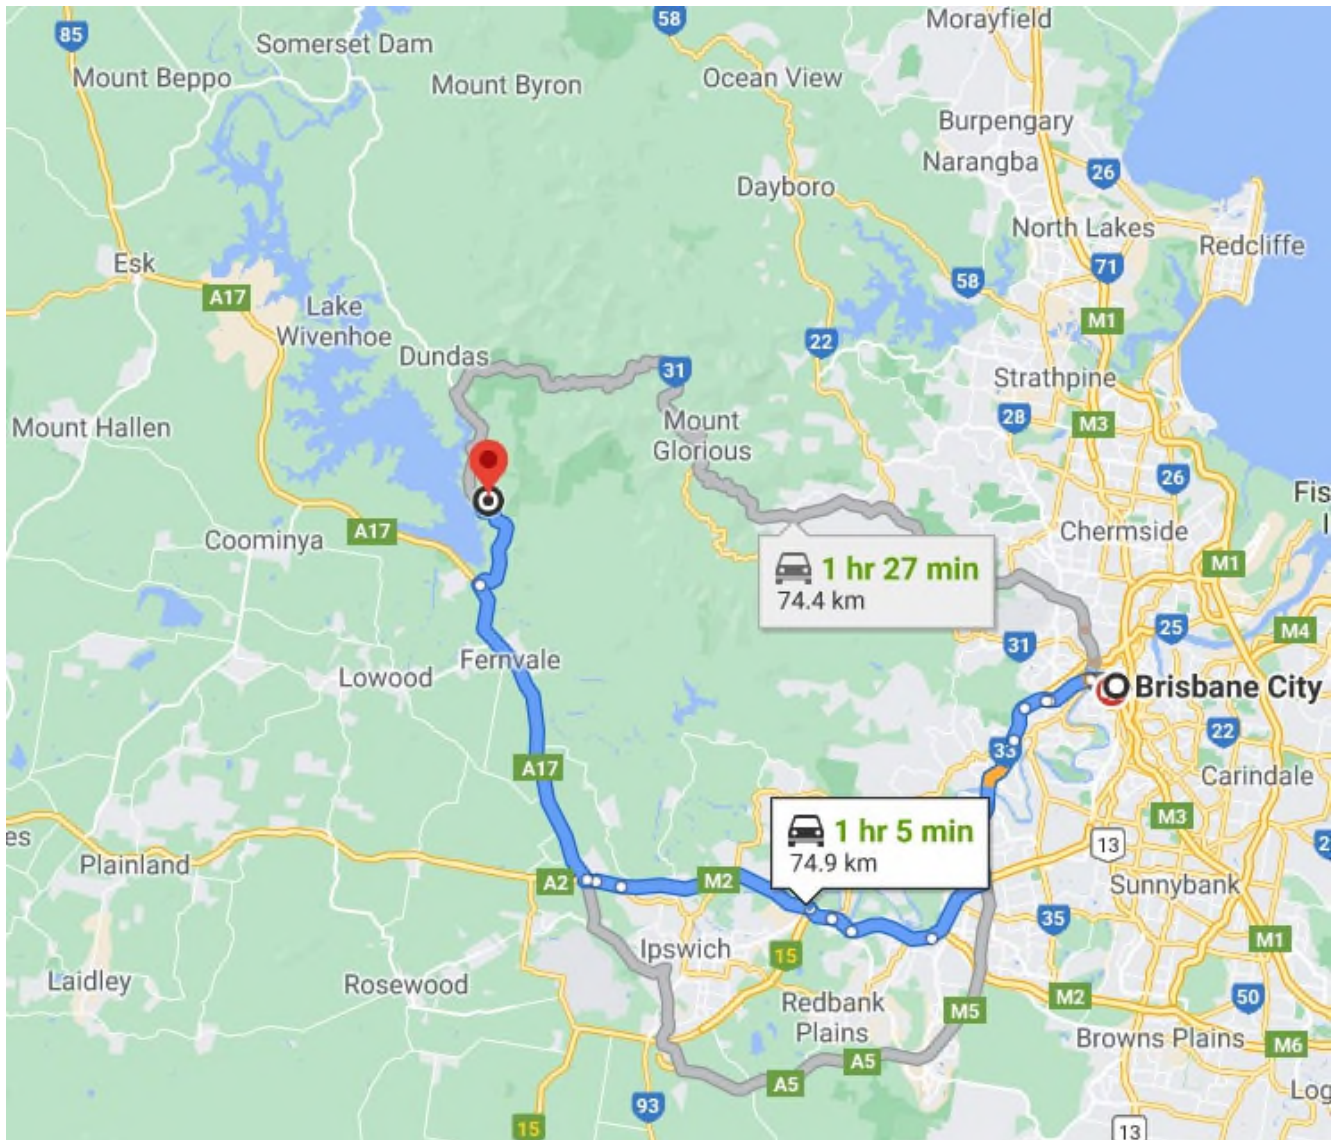 58
Morayfield
85
Somerset Dam
Mount Beppo
Mount Byron
Ocean View
Burpengary
Narangba
26
Dayboro
North Lakes
Redcliffe
Esk
71
58
A17
Lake
Wivenhoe
M1
22
Dundas
31
Strathpine
28
M3
Mount Hallen
Mount
Glorious
26
Fis
I
A17
Coominya
Chermside
M1
1 hr 27 min
74.4 km
25
M4
31
Fernvale
Lowood
Brisbane City
22
33
A17
Carindale
M3
1 hr 5 min
74.9 km
es
13
2
Plainland
A2
M2
Sunnybank
35
Ipswich
15
M1
Laidley
Rosewood
Redbank
Plains
M5
M2
50
Browns Plains
M6
A5
A5
Log
93
15
13